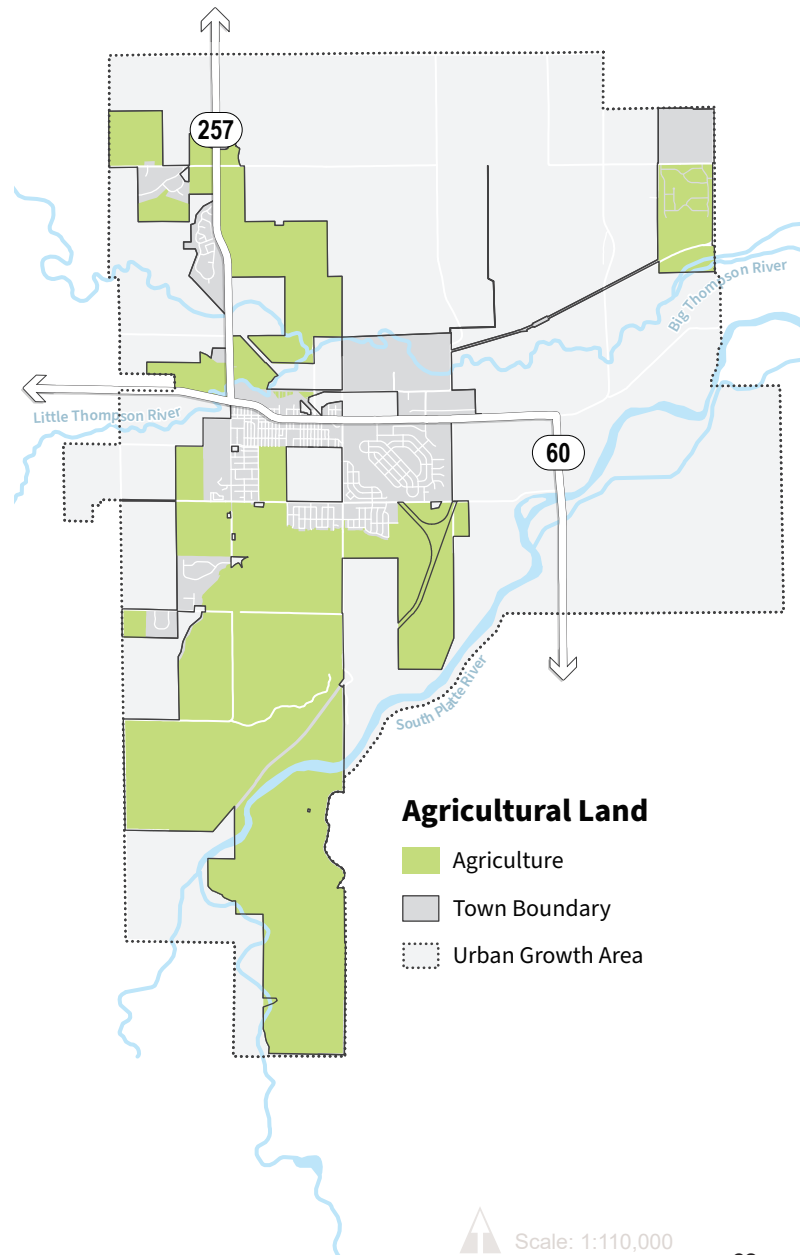 257
Big Thompson River
Little Thompson River
60
South Platte River
Agricultural Land
Agriculture
Town Boundary
Urban Growth Area
Scale: 1:110,000